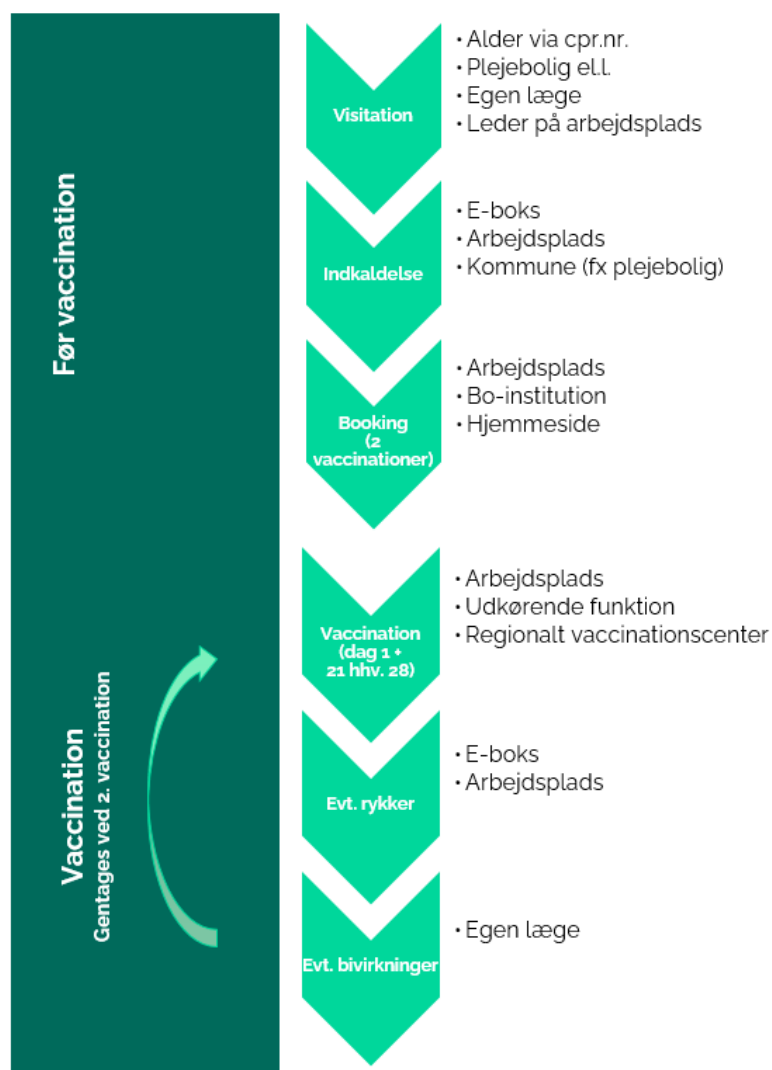 Før vaccination
Visitation
• Alder via cpr.nr.
• Plejebolig el.l.
• Egen læge
• Leder på arbejdsplads
Indkaldelse
• E-boks
• Arbejdsplads
• Kommune (fx plejebolig)
Booking
(2
vaccinationer)
• Arbejdsplads
• Bo-institution
• Hjemmeside
Vaccination
Gentages ved 2. vaccination
Vaccination
(dag 1 +
21 hhv. 28)
• Arbejdsplads
• Udkørende funktion
• Regionalt vaccinationscenter
Evt. rykker
• E-boks
• Arbejdsplads
Evt. bivirkninger
• Egen læge